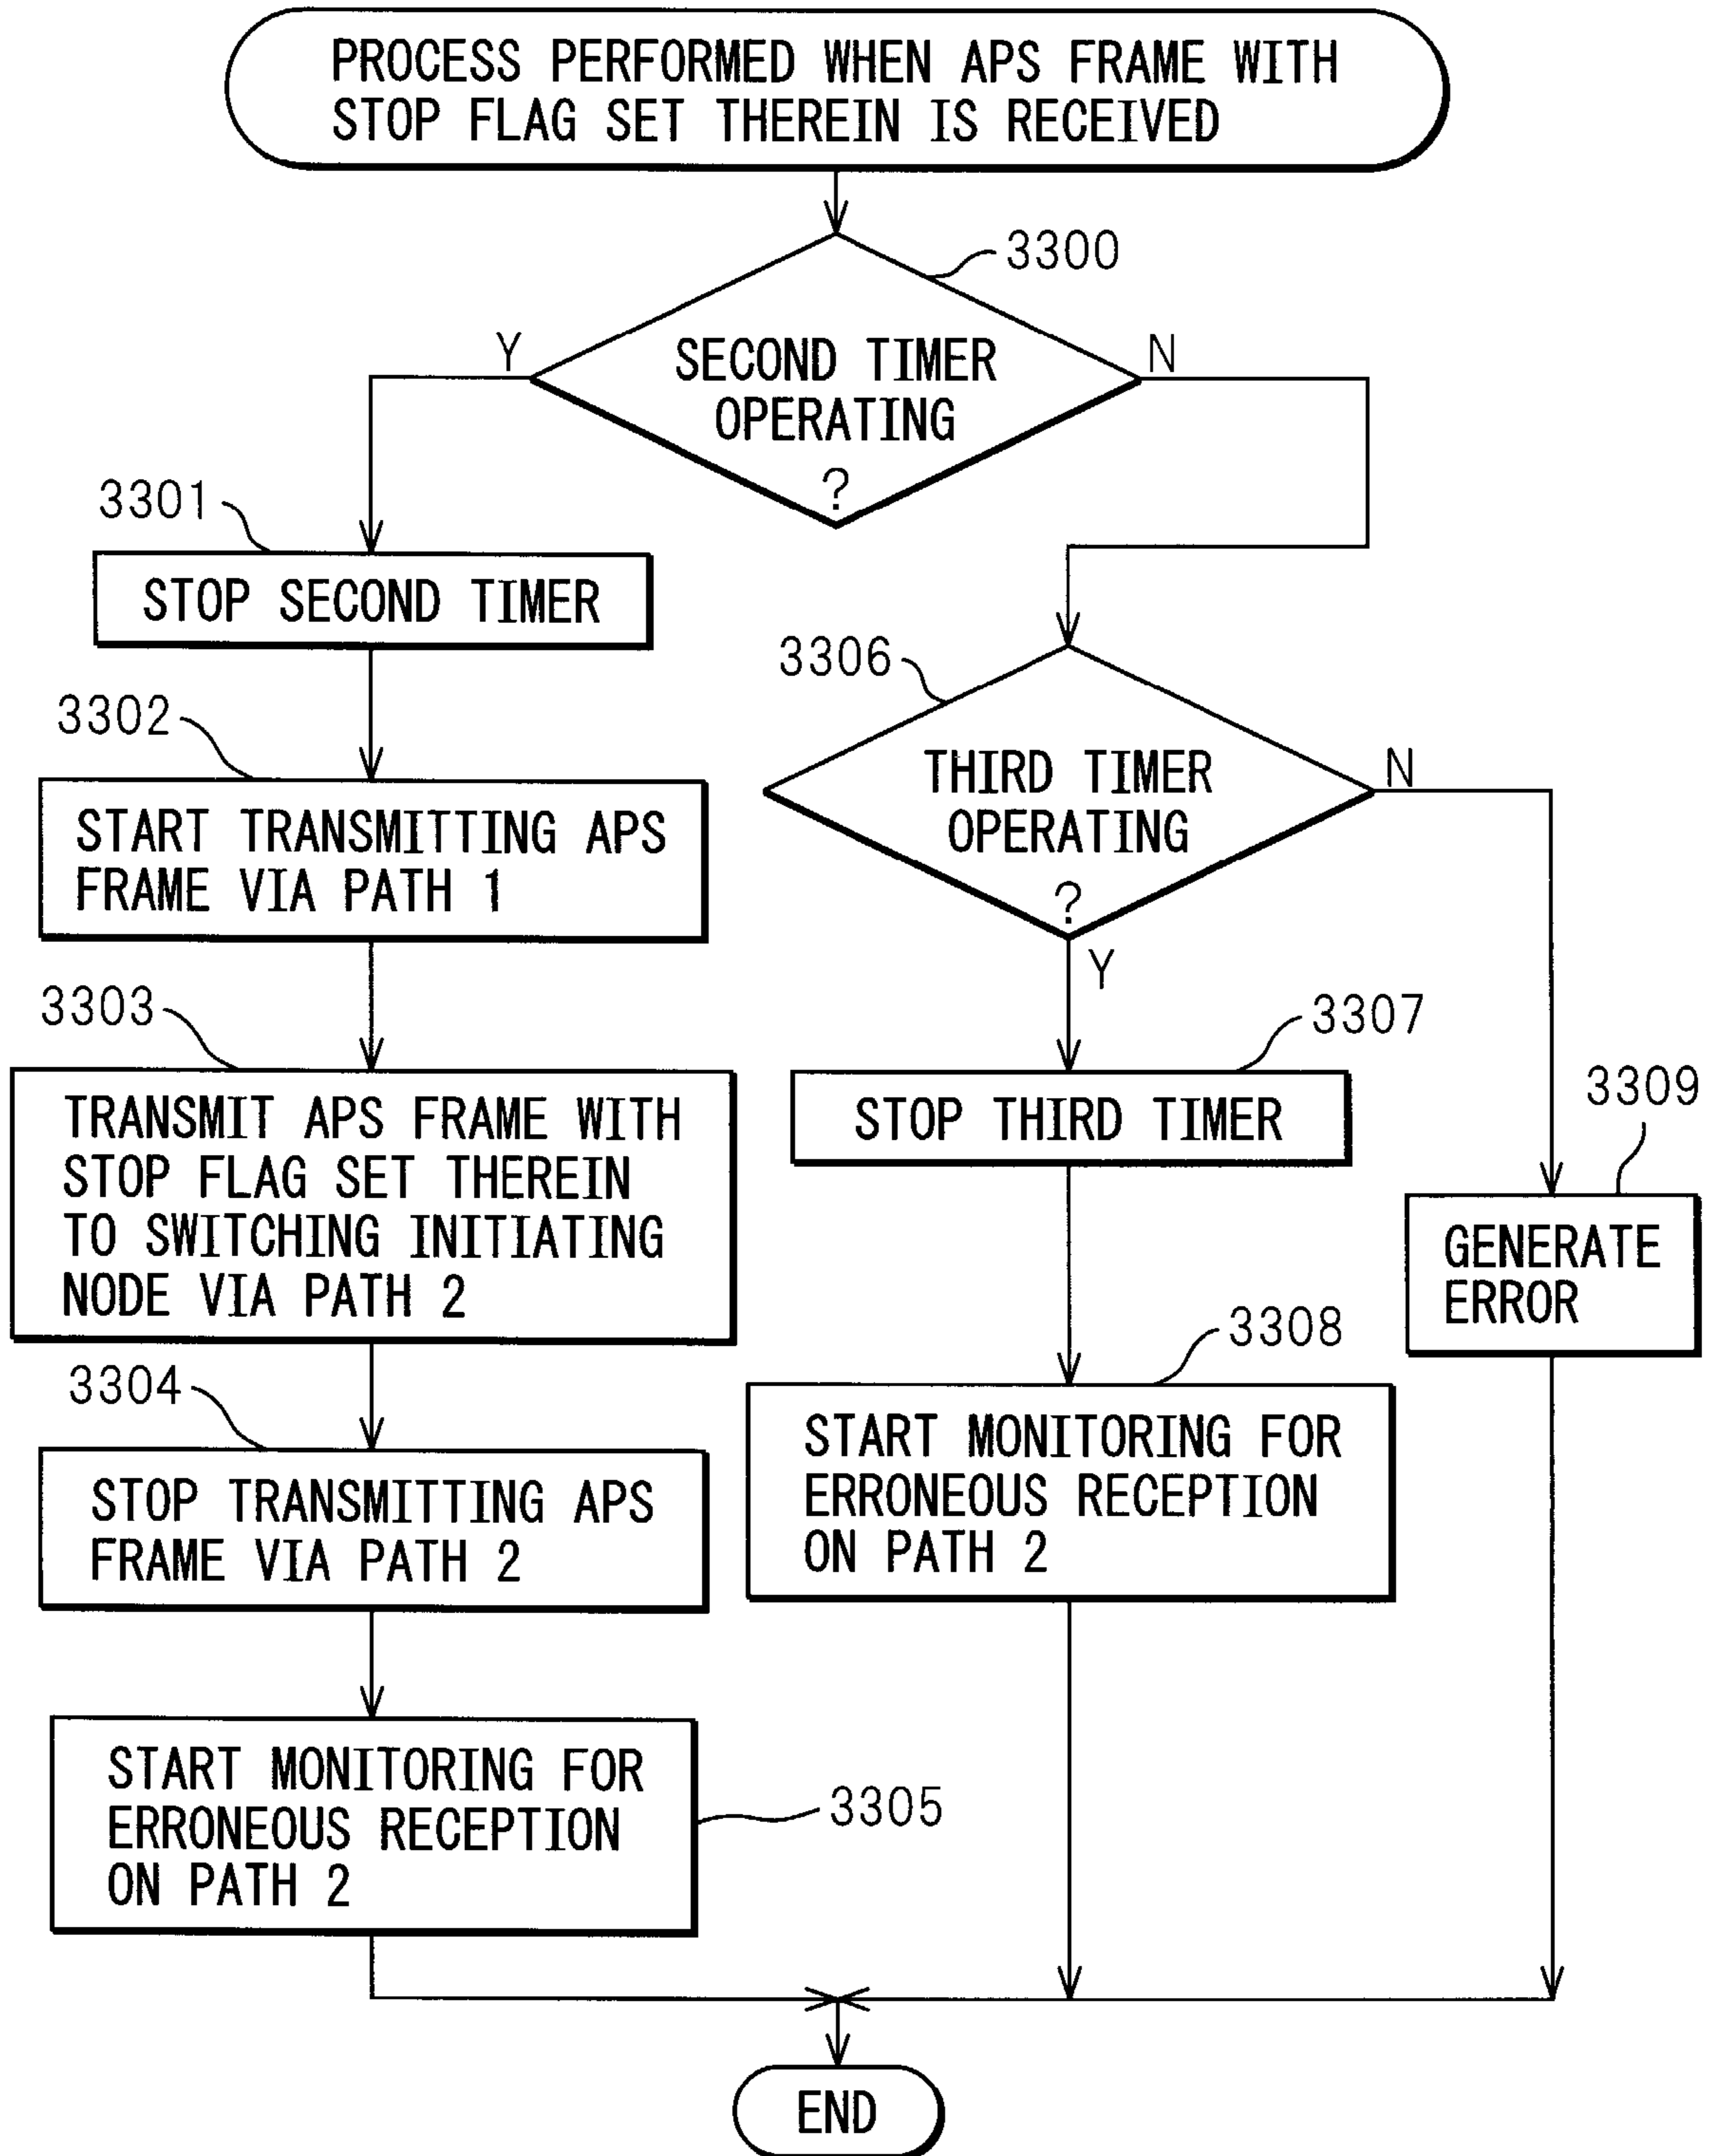 PROCESS PERFORMED WHEN APS FRAME WITH
STOP FLAG SET THEREIN IS RECEIVED
3300
Y
SECOND TIMER
OPERATING
?
N
3301
STOP SECOND TIMER
3302
START TRANSMITTING APS
FRAME VIA PATH 1
3303
TRANSMIT APS FRAME WITH
STOP FLAG SET THEREIN
TO SWITCHING INITIATING
NODE VIA PATH 2
3304
STOP TRANSMITTING APS
FRAME VIA PATH 2
START MONITORING FOR
ERRONEOUS RECEPTION
ON PATH 2
3305
3306
THIRD TIMER
OPERATING
?
N
Y
3307
STOP THIRD TIMER
3308
START MONITORING FOR
ERRONEOUS RECEPTION
ON PATH 2
3309
GENERATE
ERROR
END